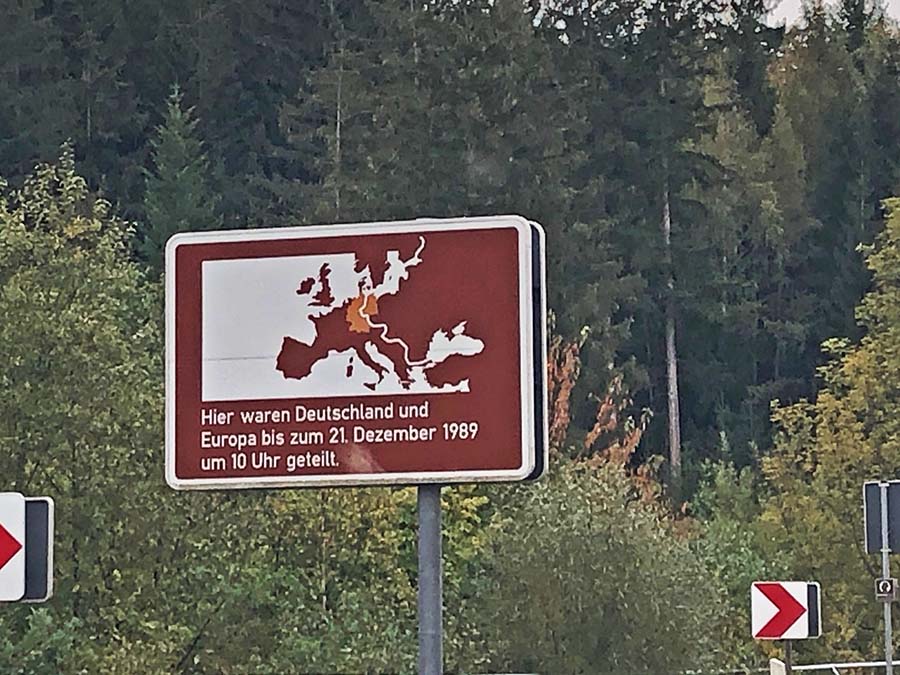 Hier waren Deutschland und
Europa bis zum 21. Dezember 1989
um 10 Uhr geteilt.